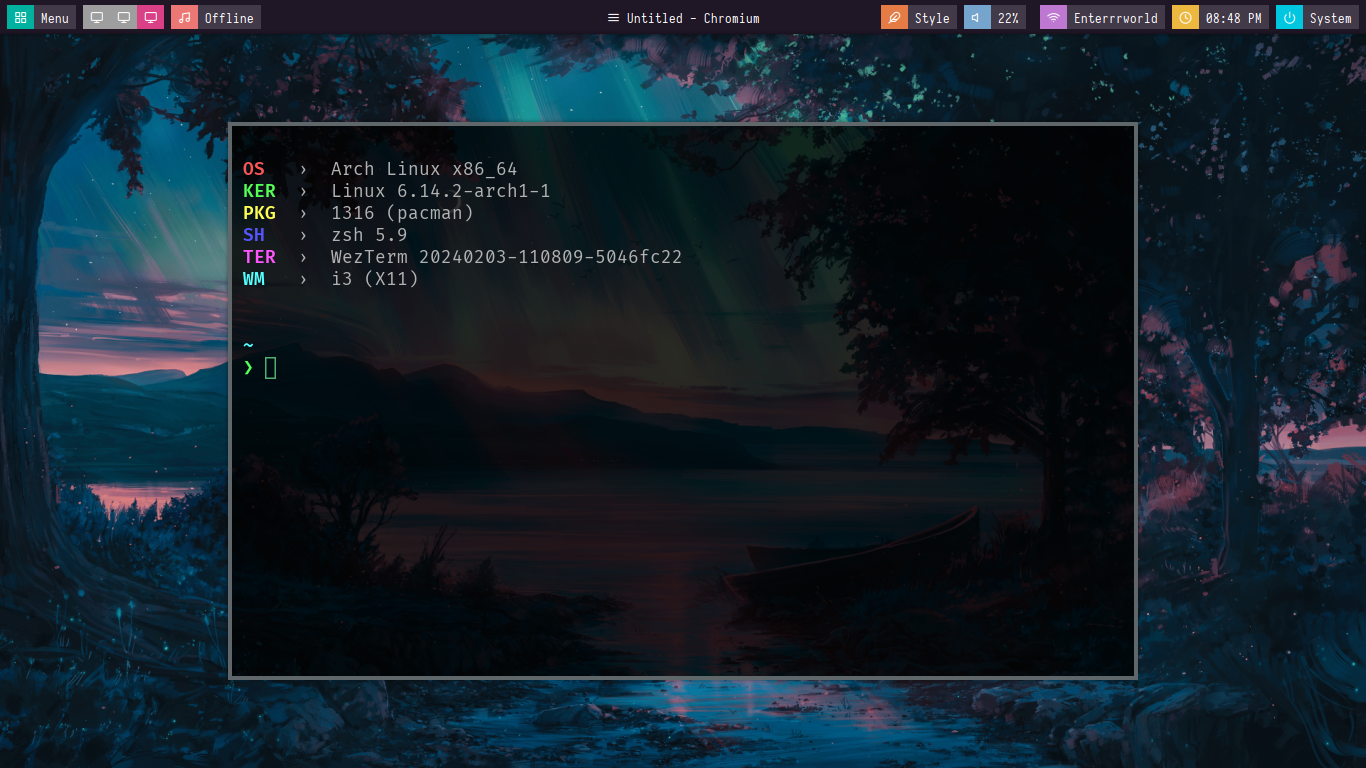 Menu Offline Untitled - Chromium Style 22% Enterrrworld 08:48 PM System
OS › Arch Linux x86_64
KER › Linux 6.14.2-arch1-1
PKG › 1316 (pacman)
SH › zsh 5.9
TER › WezTerm 20240203-110809-5046fc22
WM › i3 (X11)
~
❯